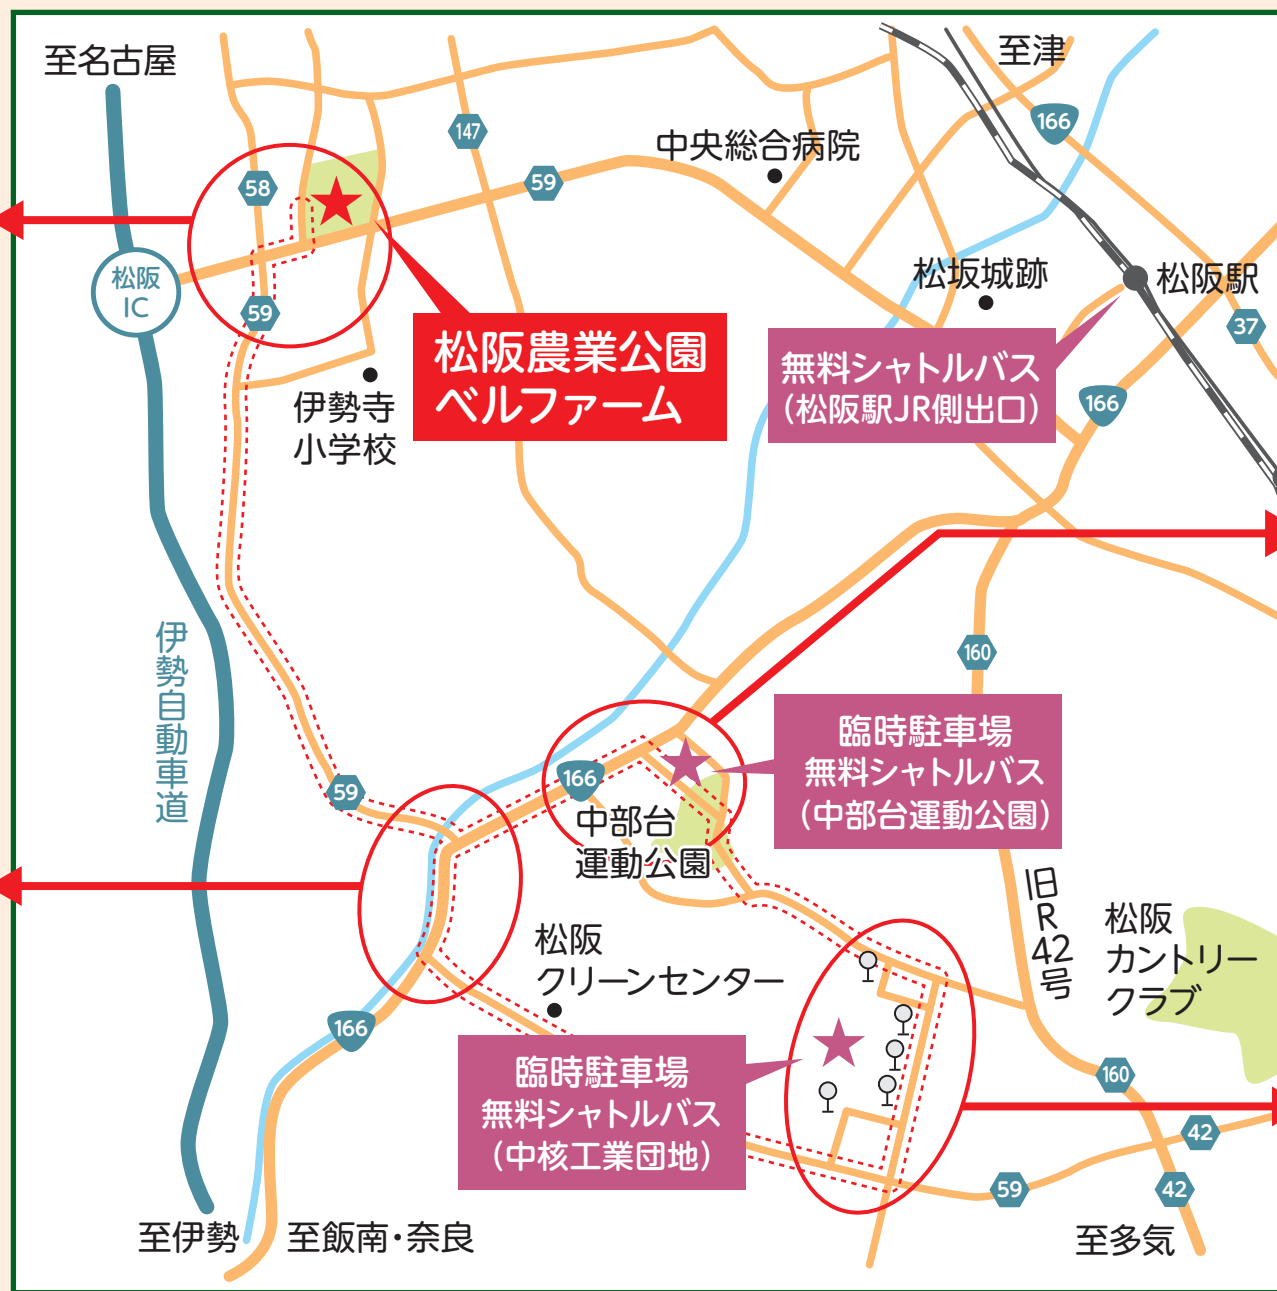 至名古屋
至津
147
166
中央総合病院
58
59
松阪
IC
松坂城跡
松阪駅
59
37
松阪農業公園
ベルファーム
無料シャトルバス
(松阪駅JR側出口)
伊勢寺
小学校
166
伊勢自動車道
160
臨時駐車場
無料シャトルバス
(中部台運動公園)
59
166
中部台
運動公園
旧R42号
松阪
カントリー
クラブ
松阪
クリーンセンター
166
臨時駐車場
無料シャトルバス
(中核工業団地)
160
42
59
42
至伊勢
至飯南・奈良
至多気